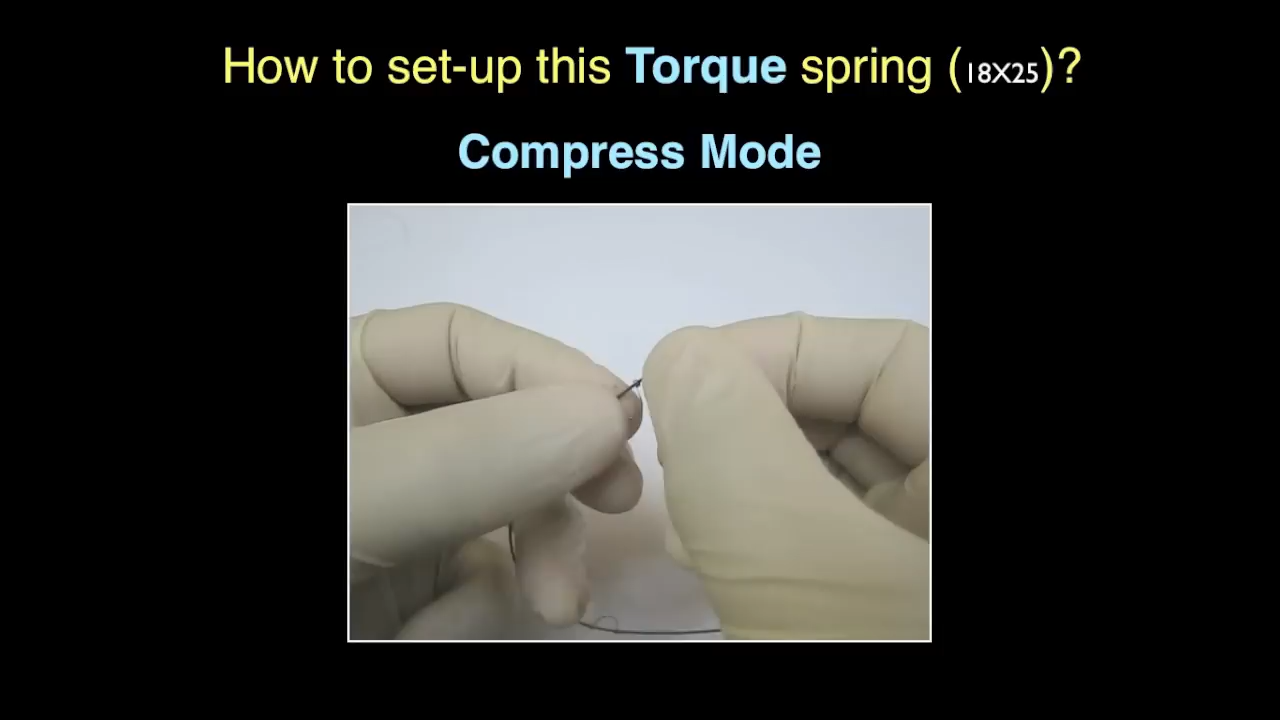 How to set-up this Torque spring (18X25)?
Compress Mode